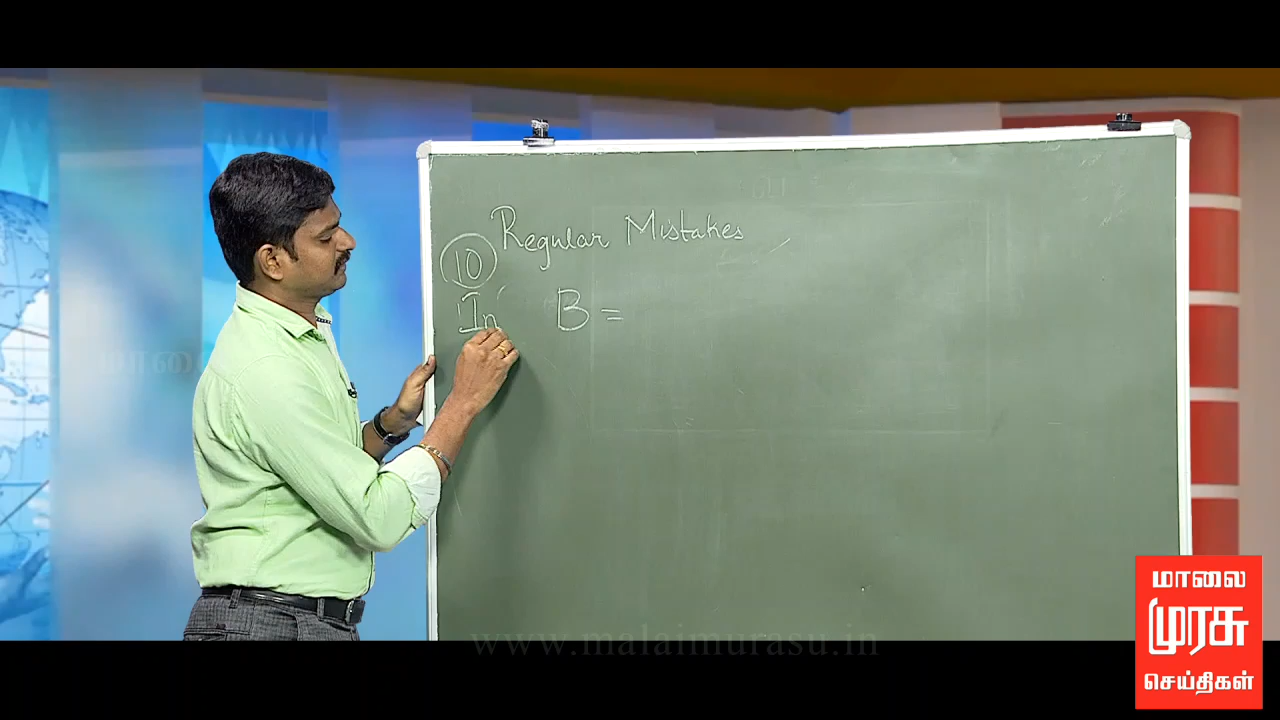 Regular Mistakes
10
In B =
www.malaimurasu.in
மாலை
முரசு
செய்திகள்